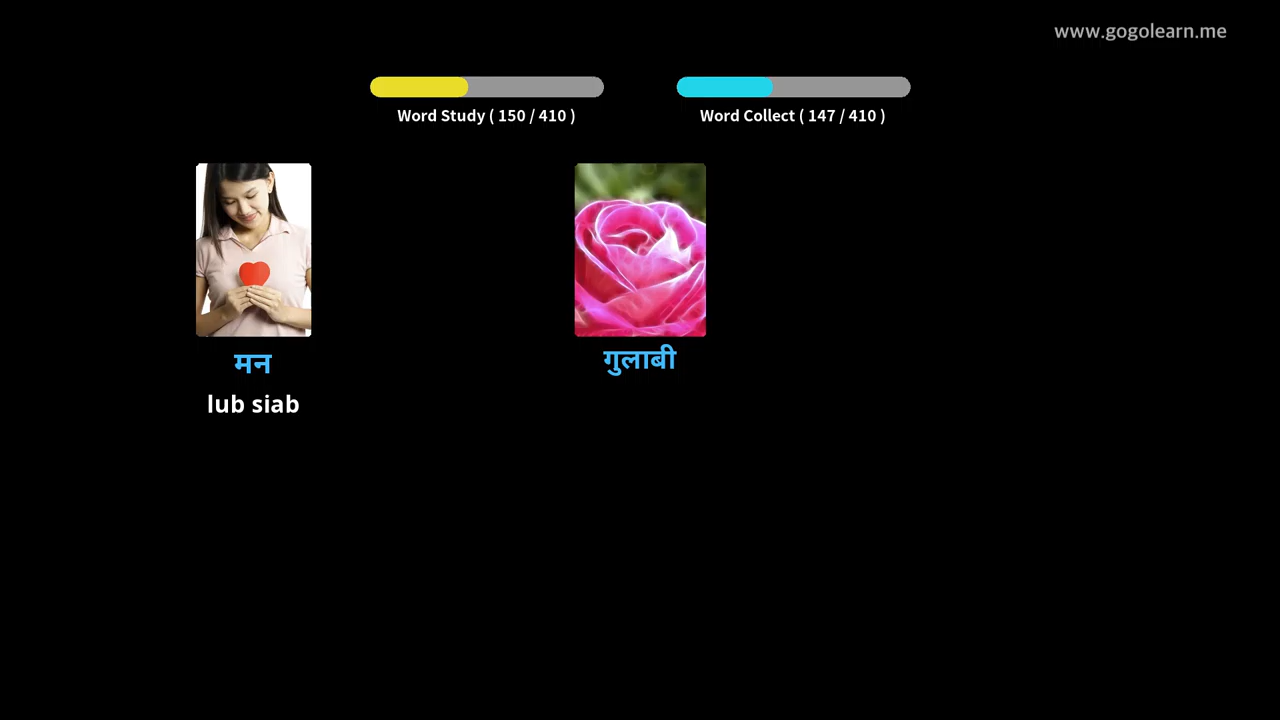 www.gogolearn.me
Word Study ( 150 / 410 )
Word Collect ( 147 / 410 )
मन
lub siab
गुलाबी